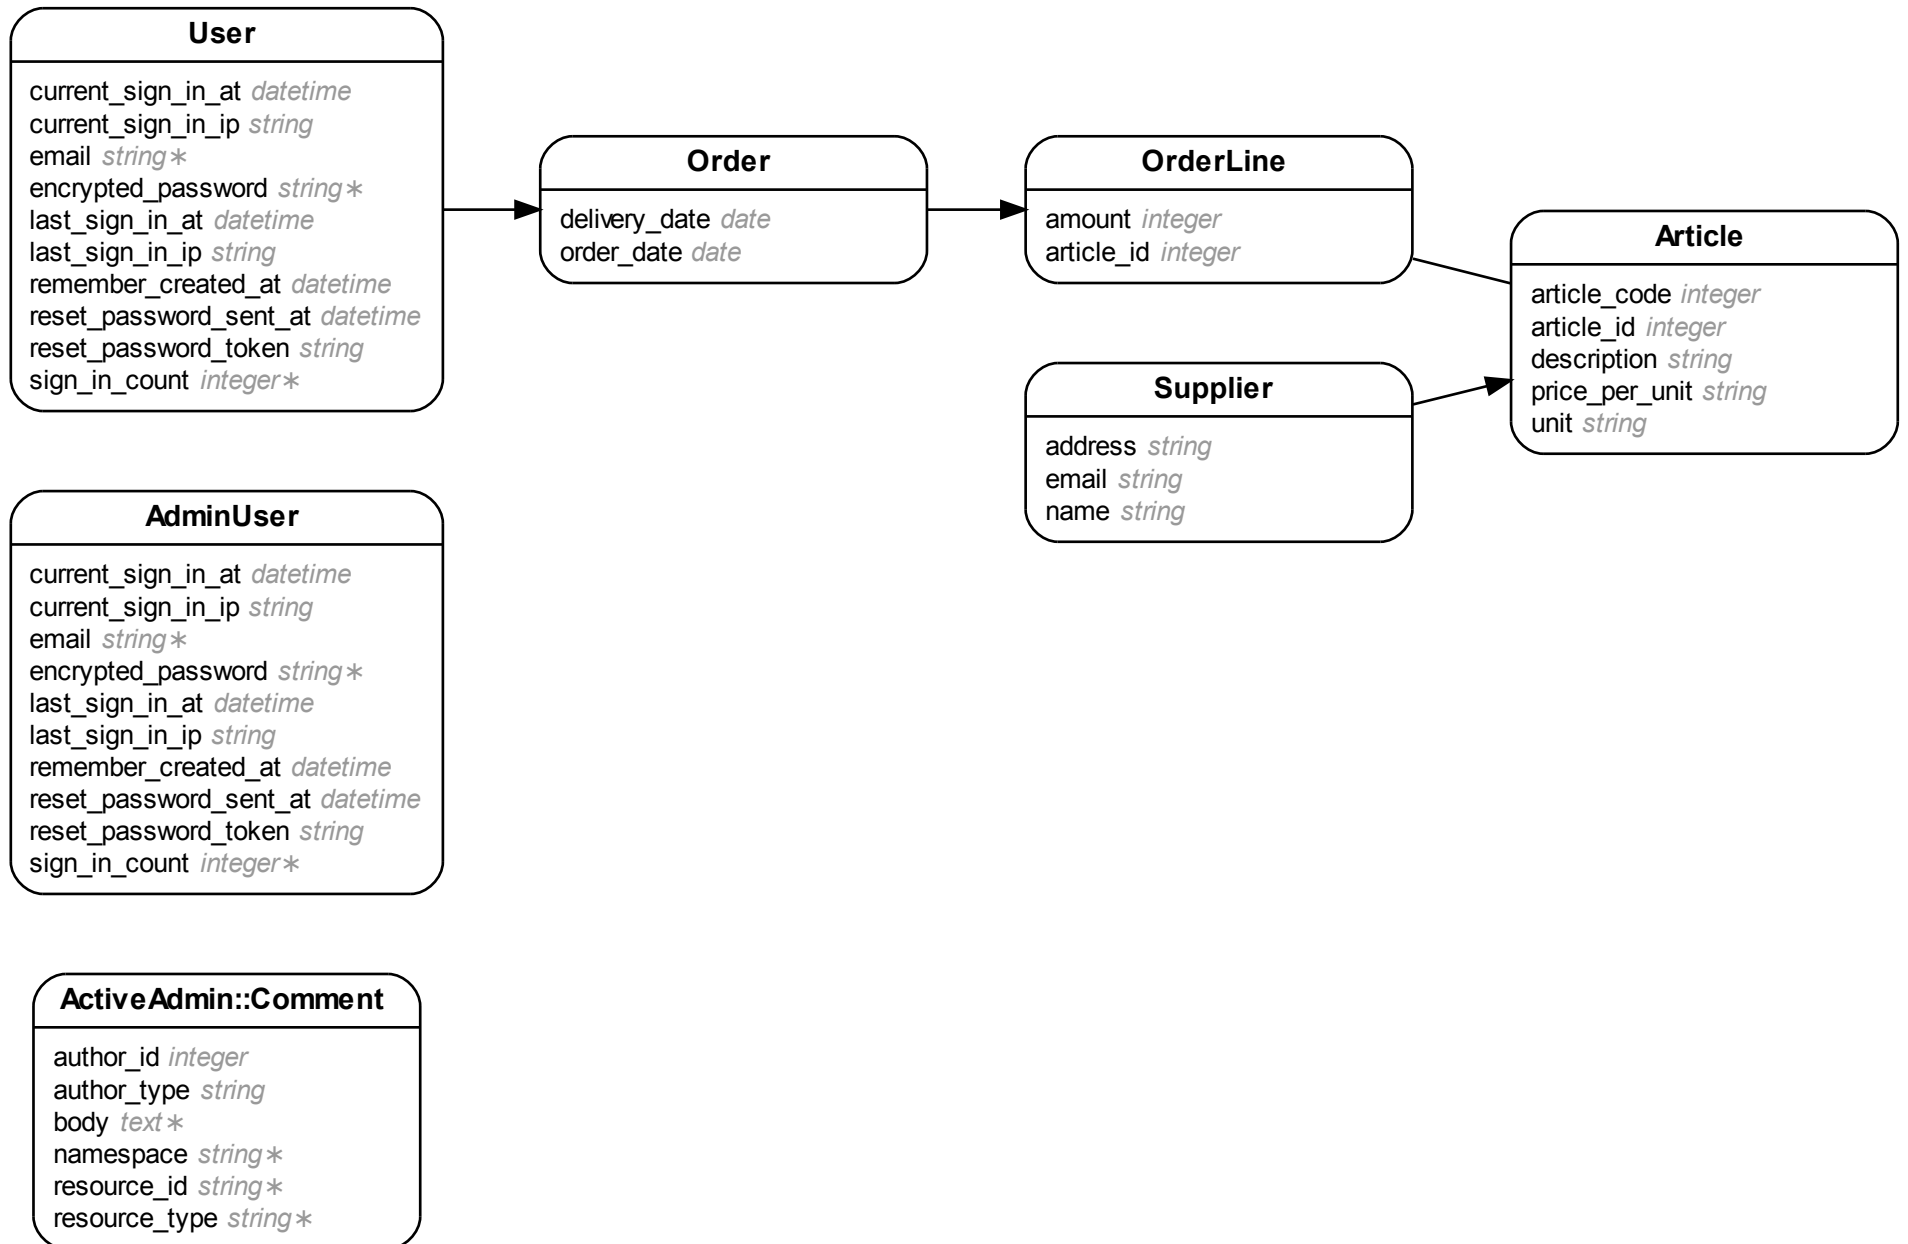 User
current_sign_in_at datetime
current_sign_in_ip string
email string*
encrypted_password string*
last_sign_in_at datetime
last_sign_in_ip string
remember_created_at datetime
reset_password_sent_at datetime
reset_password_token string
sign_in_count integer*
Order
delivery_date date
order_date date
OrderLine
amount integer
article_id integer
Article
article_code integer
article_id integer
description string
price_per_unit string
unit string
Supplier
address string
email string
name string
AdminUser
current_sign_in_at datetime
current_sign_in_ip string
email string*
encrypted_password string*
last_sign_in_at datetime
last_sign_in_ip string
remember_created_at datetime
reset_password_sent_at datetime
reset_password_token string
sign_in_count integer*
ActiveAdmin::Comment
author_id integer
author_type string
body text*
namespace string*
resource_id string*
resource_type string*